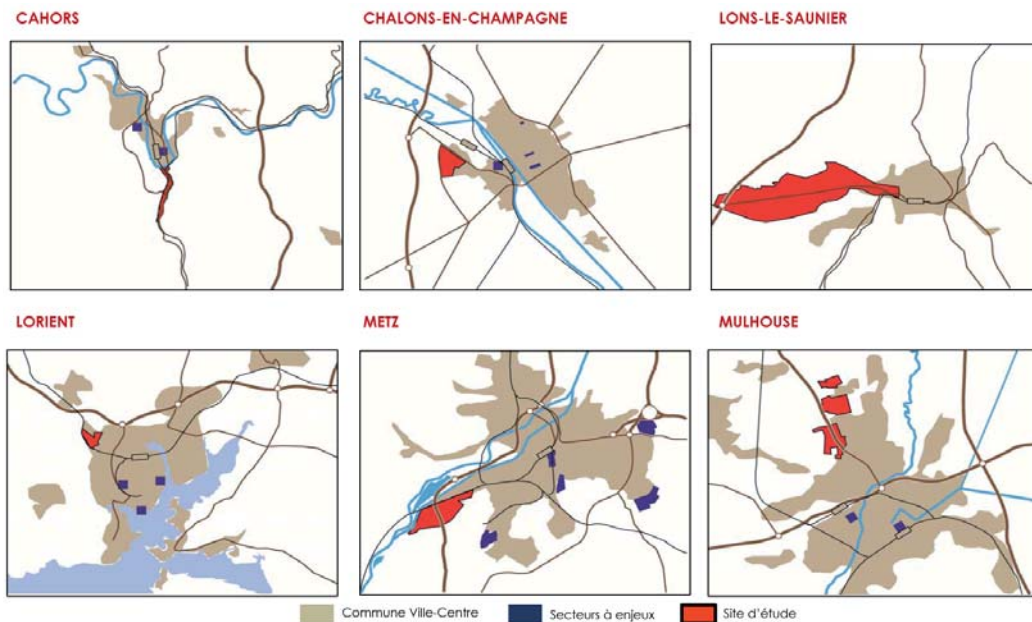 CAHORS
CHALONS-EN-CHAMPAGNE
LONS-LE-SAUNIER
LORIENT
METZ
MULHOUSE
Commune Ville-Centre
Secteurs à enjeux
Site d'étude